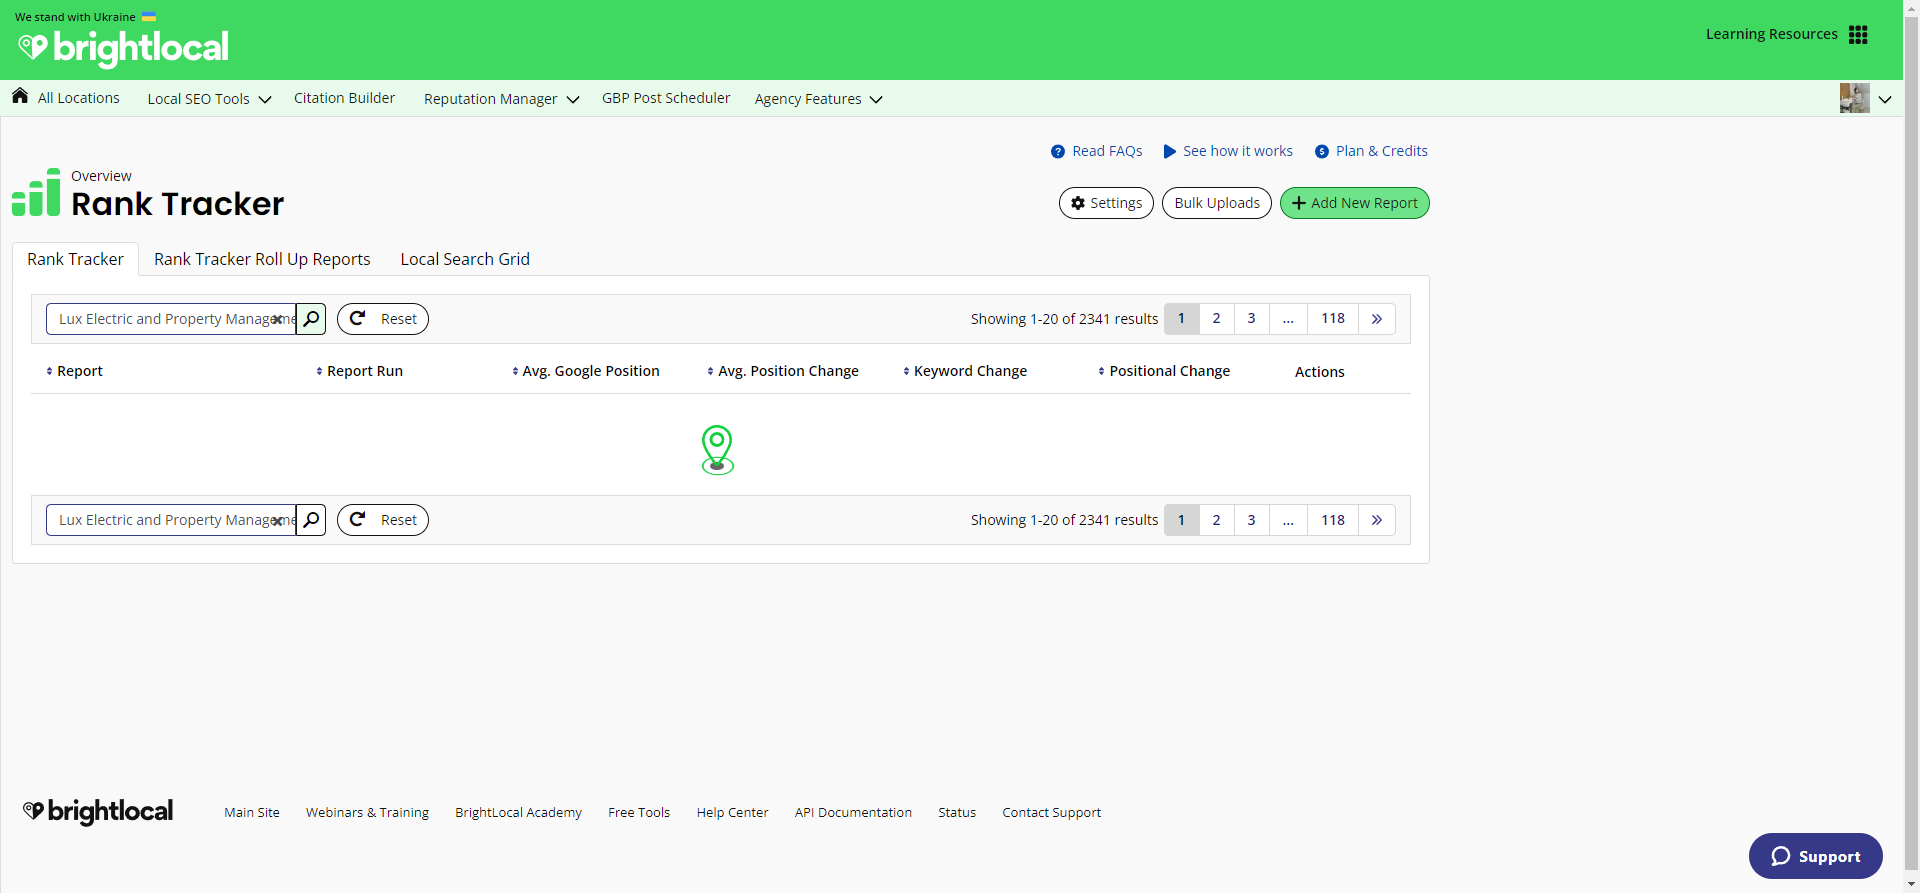 We stand with Ukraine
brightlocal
Learning Resources
All Locations
Local SEO Tools
Citation Builder
Reputation Manager
GBP Post Scheduler
Agency Features
Read FAQs
See how it works
Plan & Credits
Overview
Rank Tracker
Settings
Bulk Uploads
Add New Report
Rank Tracker
Rank Tracker Roll Up Reports
Local Search Grid
Lux Electric and Property Manageme
Reset
Showing 1-20 of 2341 results
1 2 3 ... 118 »
Report
Report Run
Avg. Google Position
Avg. Position Change
Keyword Change
Positional Change
Actions
Lux Electric and Property Manageme
Reset
Showing 1-20 of 2341 results
1 2 3 ... 118 »
brightlocal
Main Site
Webinars & Training
BrightLocal Academy
Free Tools
Help Center
API Documentation
Status
Contact Support
Support